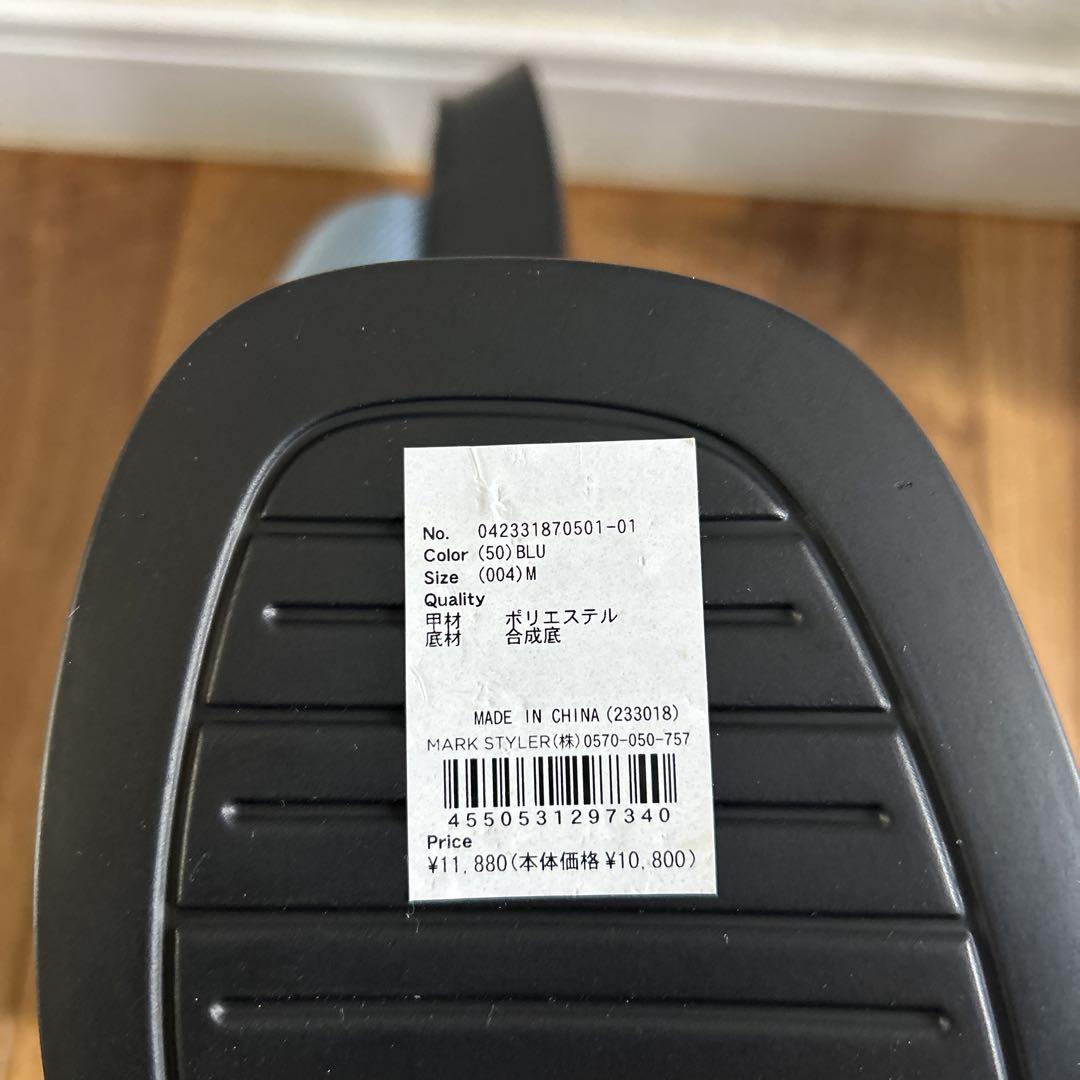 No. 042331870501-01
Color (50)BLU
Size (004)M
Quality
甲材 ポリエステル
底材 合成底
MADE IN CHINA(233018)
MARK STYLER(株)0570-050-757
4550531297340
Price
¥11,880(本体価格¥10,800)